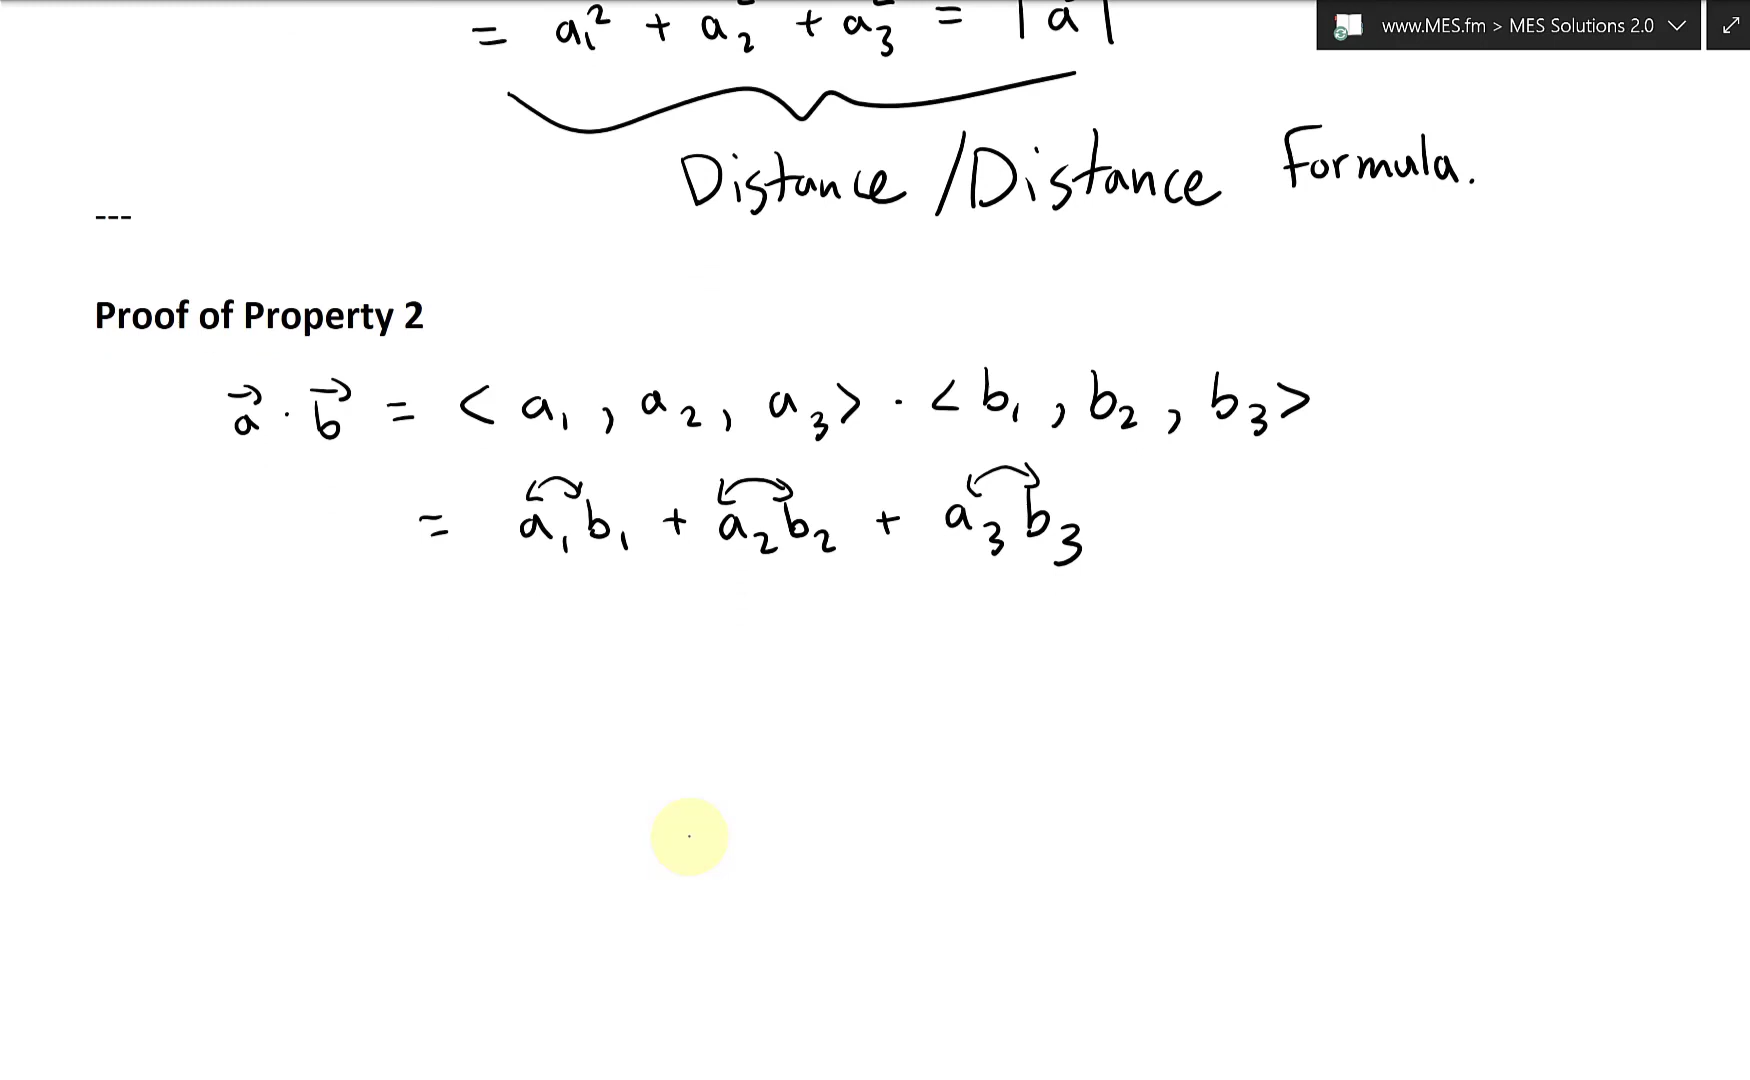 = a₁² + a₂² + a₃² = |a|
www.MES.fm > MES Solutions 2.0
Distance / Distance Formula.
---
Proof of Property 2
a⃗ · b⃗ = < a₁ , a₂ , a₃ > · < b₁ , b₂ , b₃ >
= a₁b₁ + a₂b₂ + a₃b₃